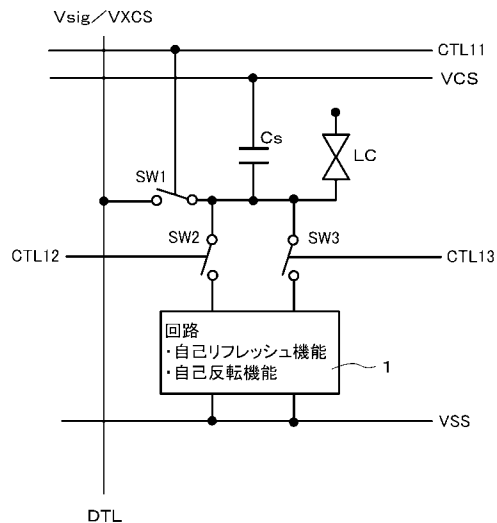 Vsig/VXCS
CTL11
VCS
Cs
LC
SW1
SW2
SW3
CTL12
CTL13
回路
・自己リフレッシュ機能
・自己反転機能
1
VSS
DTL